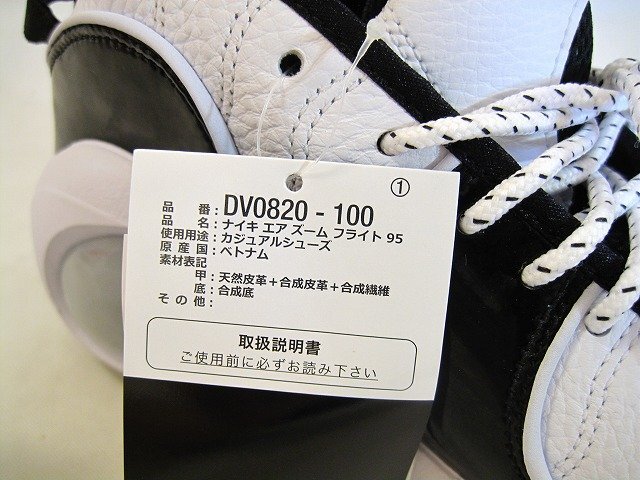 ①
品番：DV0820 - 100
品名：ナイキ エア ズーム フライト 95
使用用途：カジュアルシューズ
原産国：ベトナム
素材表記
甲：天然皮革＋合成皮革＋合成繊維
底：合成底
その他：
取扱説明書
ご使用前に必ずお読み下さい